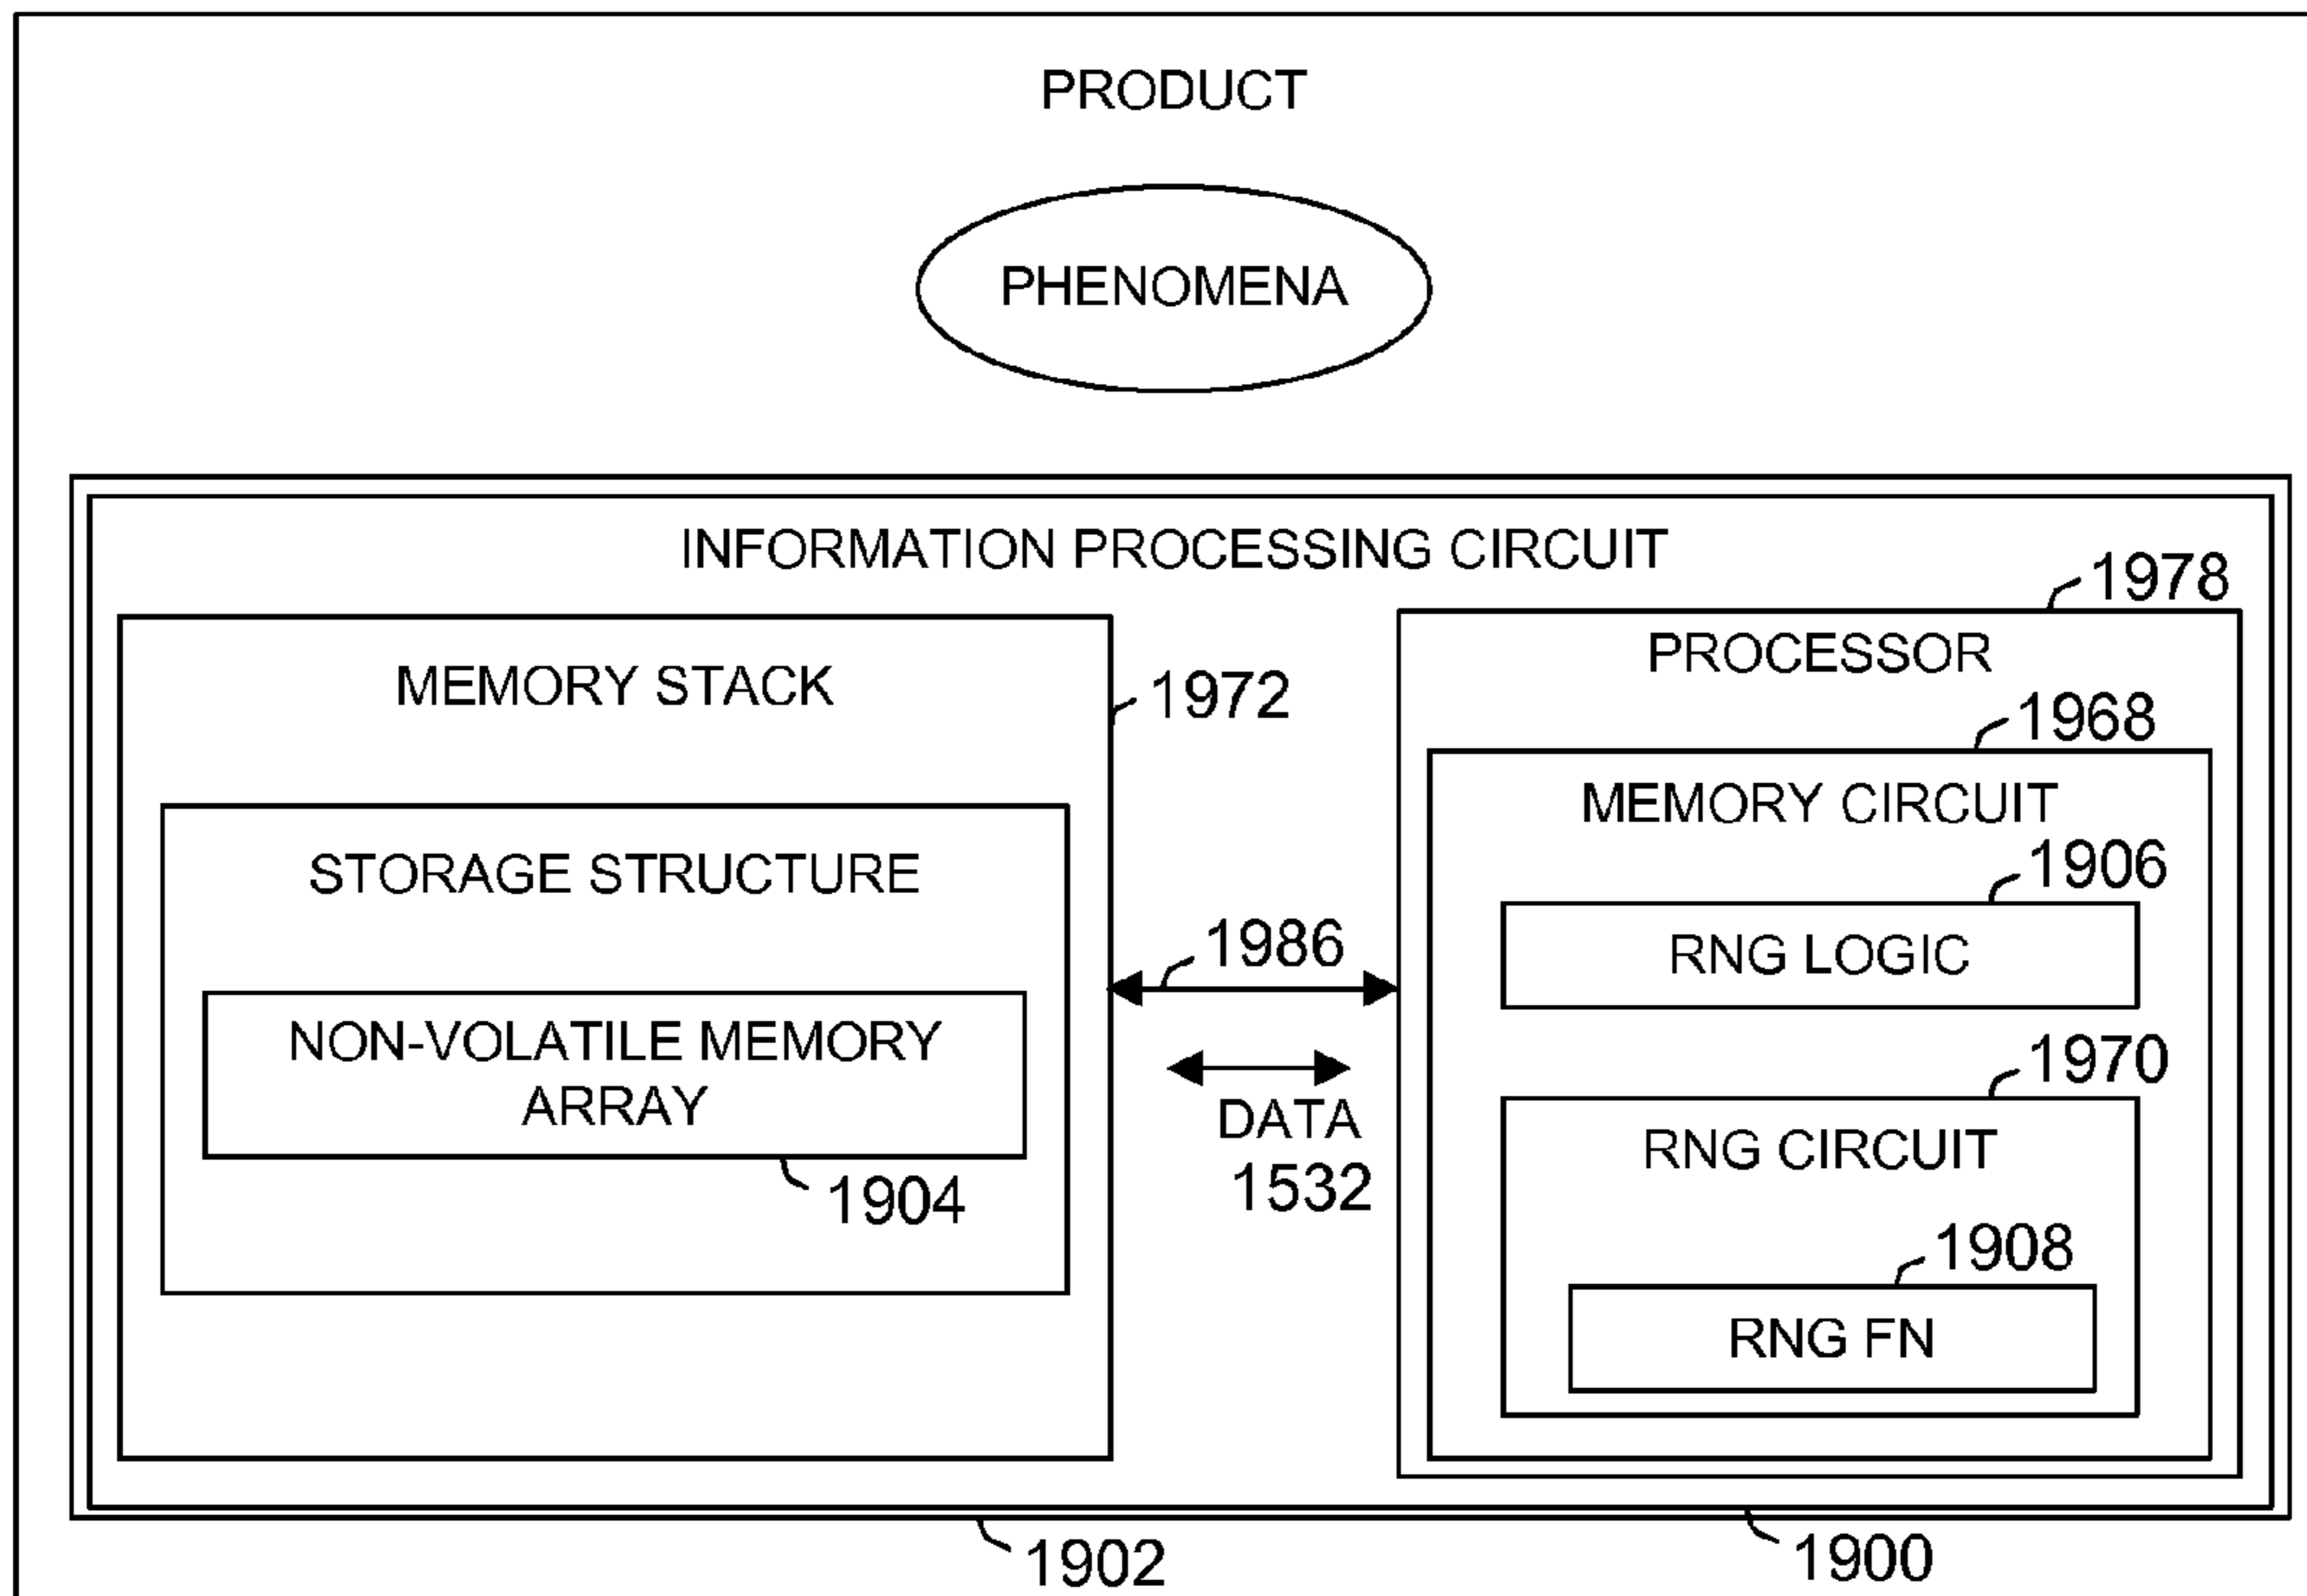 PRODUCT
PHENOMENA
INFORMATION PROCESSING CIRCUIT
1978
PROCESSOR
MEMORY STACK
1972
1968
MEMORY CIRCUIT
STORAGE STRUCTURE
1906
RNG LOGIC
1986
NON-VOLATILE MEMORY
ARRAY
1904
DATA
1532
1970
RNG CIRCUIT
1908
RNG FN
1902
1900